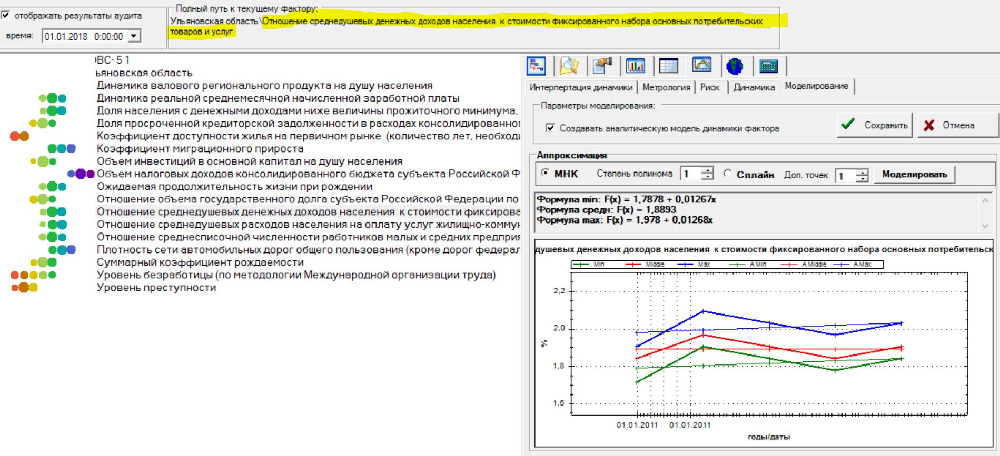 отображать результаты аудита
время: 01.01.2018 0:00:00
Полный путь к текущему фактору:
Ульяновская область\Отношение среднедушевых денежных доходов населения к стоимости фиксированного набора основных потребительских
товаров и услуг
ВС- 5 1
ьяновская область
Динамика валового регионального продукта на душу населения
Динамика реальной среднемесячной начисленной заработной платы
Доля населения с денежными доходами ниже величины прожиточного минимума,
Доля просроченной кредиторской задолженности в расходах консолидированног
Коэффициент доступности жилья на первичном рынке (количество лет, необходи
Коэффициент миграционного прироста
Объем инвестиций в основной капитал на душу населения
Объем налоговых доходов консолидированного бюджета субъекта Российской Ф
Ожидаемая продолжительность жизни при рождении
Отношение объема государственного долга субъекта Российской Федерации по
Отношение среднедушевых денежных доходов населения к стоимости фиксирова
Отношение среднедушевых расходов населения на оплату услуг жилищно-коммун
Отношение среднесписочной численности работников малых и средних предприя
Плотность сети автомобильных дорог общего пользования (кроме дорог федерал
Суммарный коэффициент рождаемости
Уровень безработицы (по методологии Международной организации труда)
Уровень преступности
Интерпертация динамики Метрология Риск Динамика Моделирование
Параметры моделирования:
Создавать аналитическую модель динамики фактора Сохранить Отмена
Аппроксимация
МНК Степень полинома 1 Сплайн Доп. точек 1 Моделировать
Формула min: F(x) = 1,7878 + 0,01267x
Формула средн: F(x) = 1,8893
Формула max: F(x) = 1,978 + 0,01268x
душевых денежных доходов населения к стоимости фиксированного набора основных потребительск
Min Middle Max A Min A Middle A Max
2,2
2,0
%
1,8
1,6
01.01.2011 01.01.2011
годы/даты